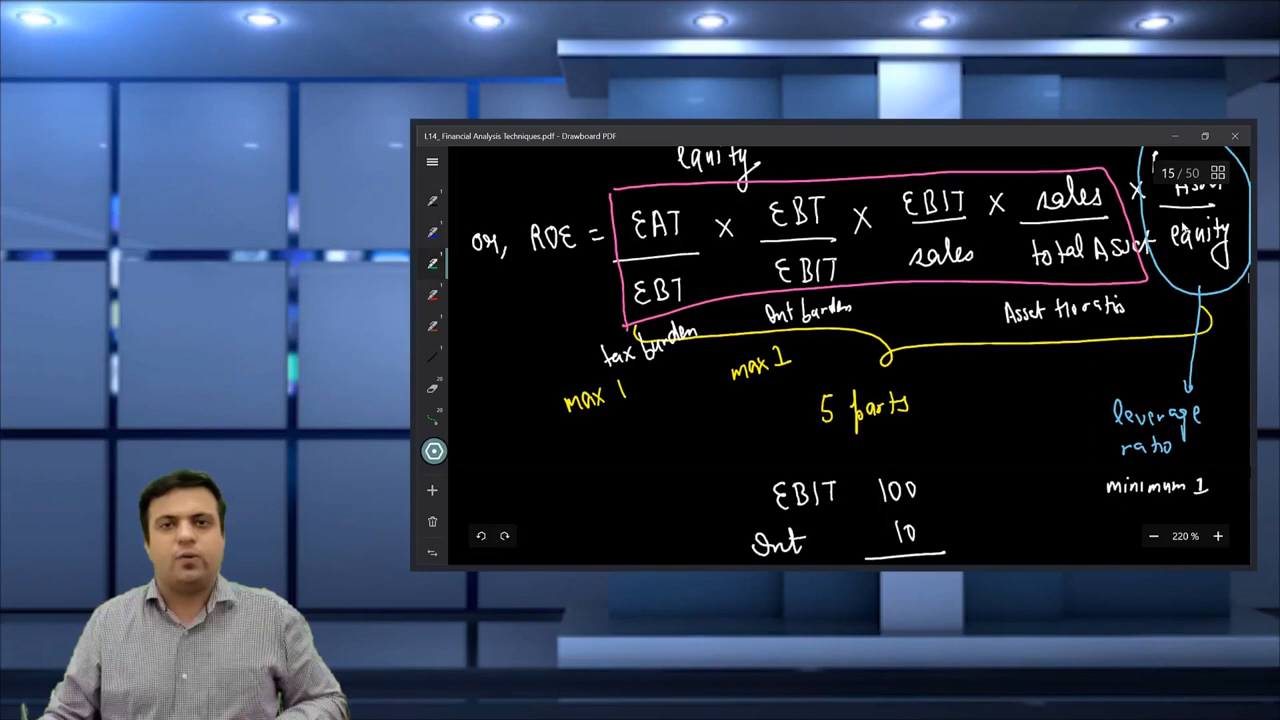 L14_ Financial Analysis Techniques.pdf - Drawboard PDF
equity
15 / 50
or, ROE = EAT / EBT × EBT / EBIT × EBIT / sales × sales / total Asset × Asset / equity
tax burden
Int burden
Asset
max 1
max 1
5 parts
leverage
ratio
minimum 1
EBIT 100
Int 10
220 %